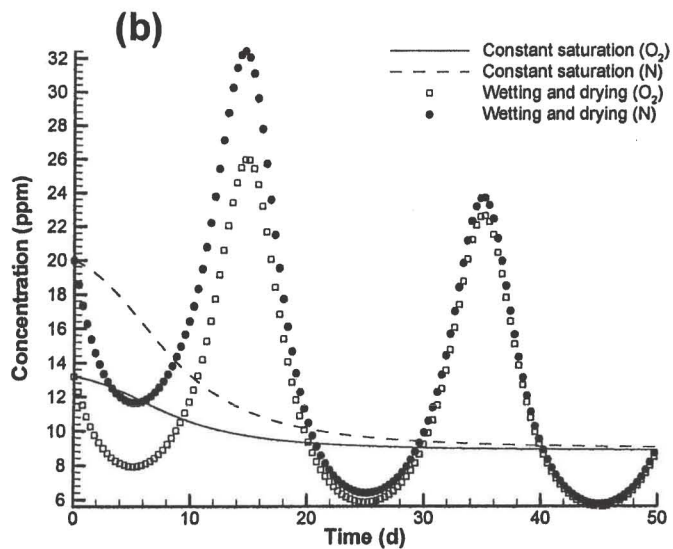 (b)
Constant saturation (O₂)
Constant saturation (N)
Wetting and drying (O₂)
Wetting and drying (N)
Concentration (ppm)
32
30
28
26
24
22
20
18
16
14
12
10
8
6
0
10
20
30
40
50
Time (d)